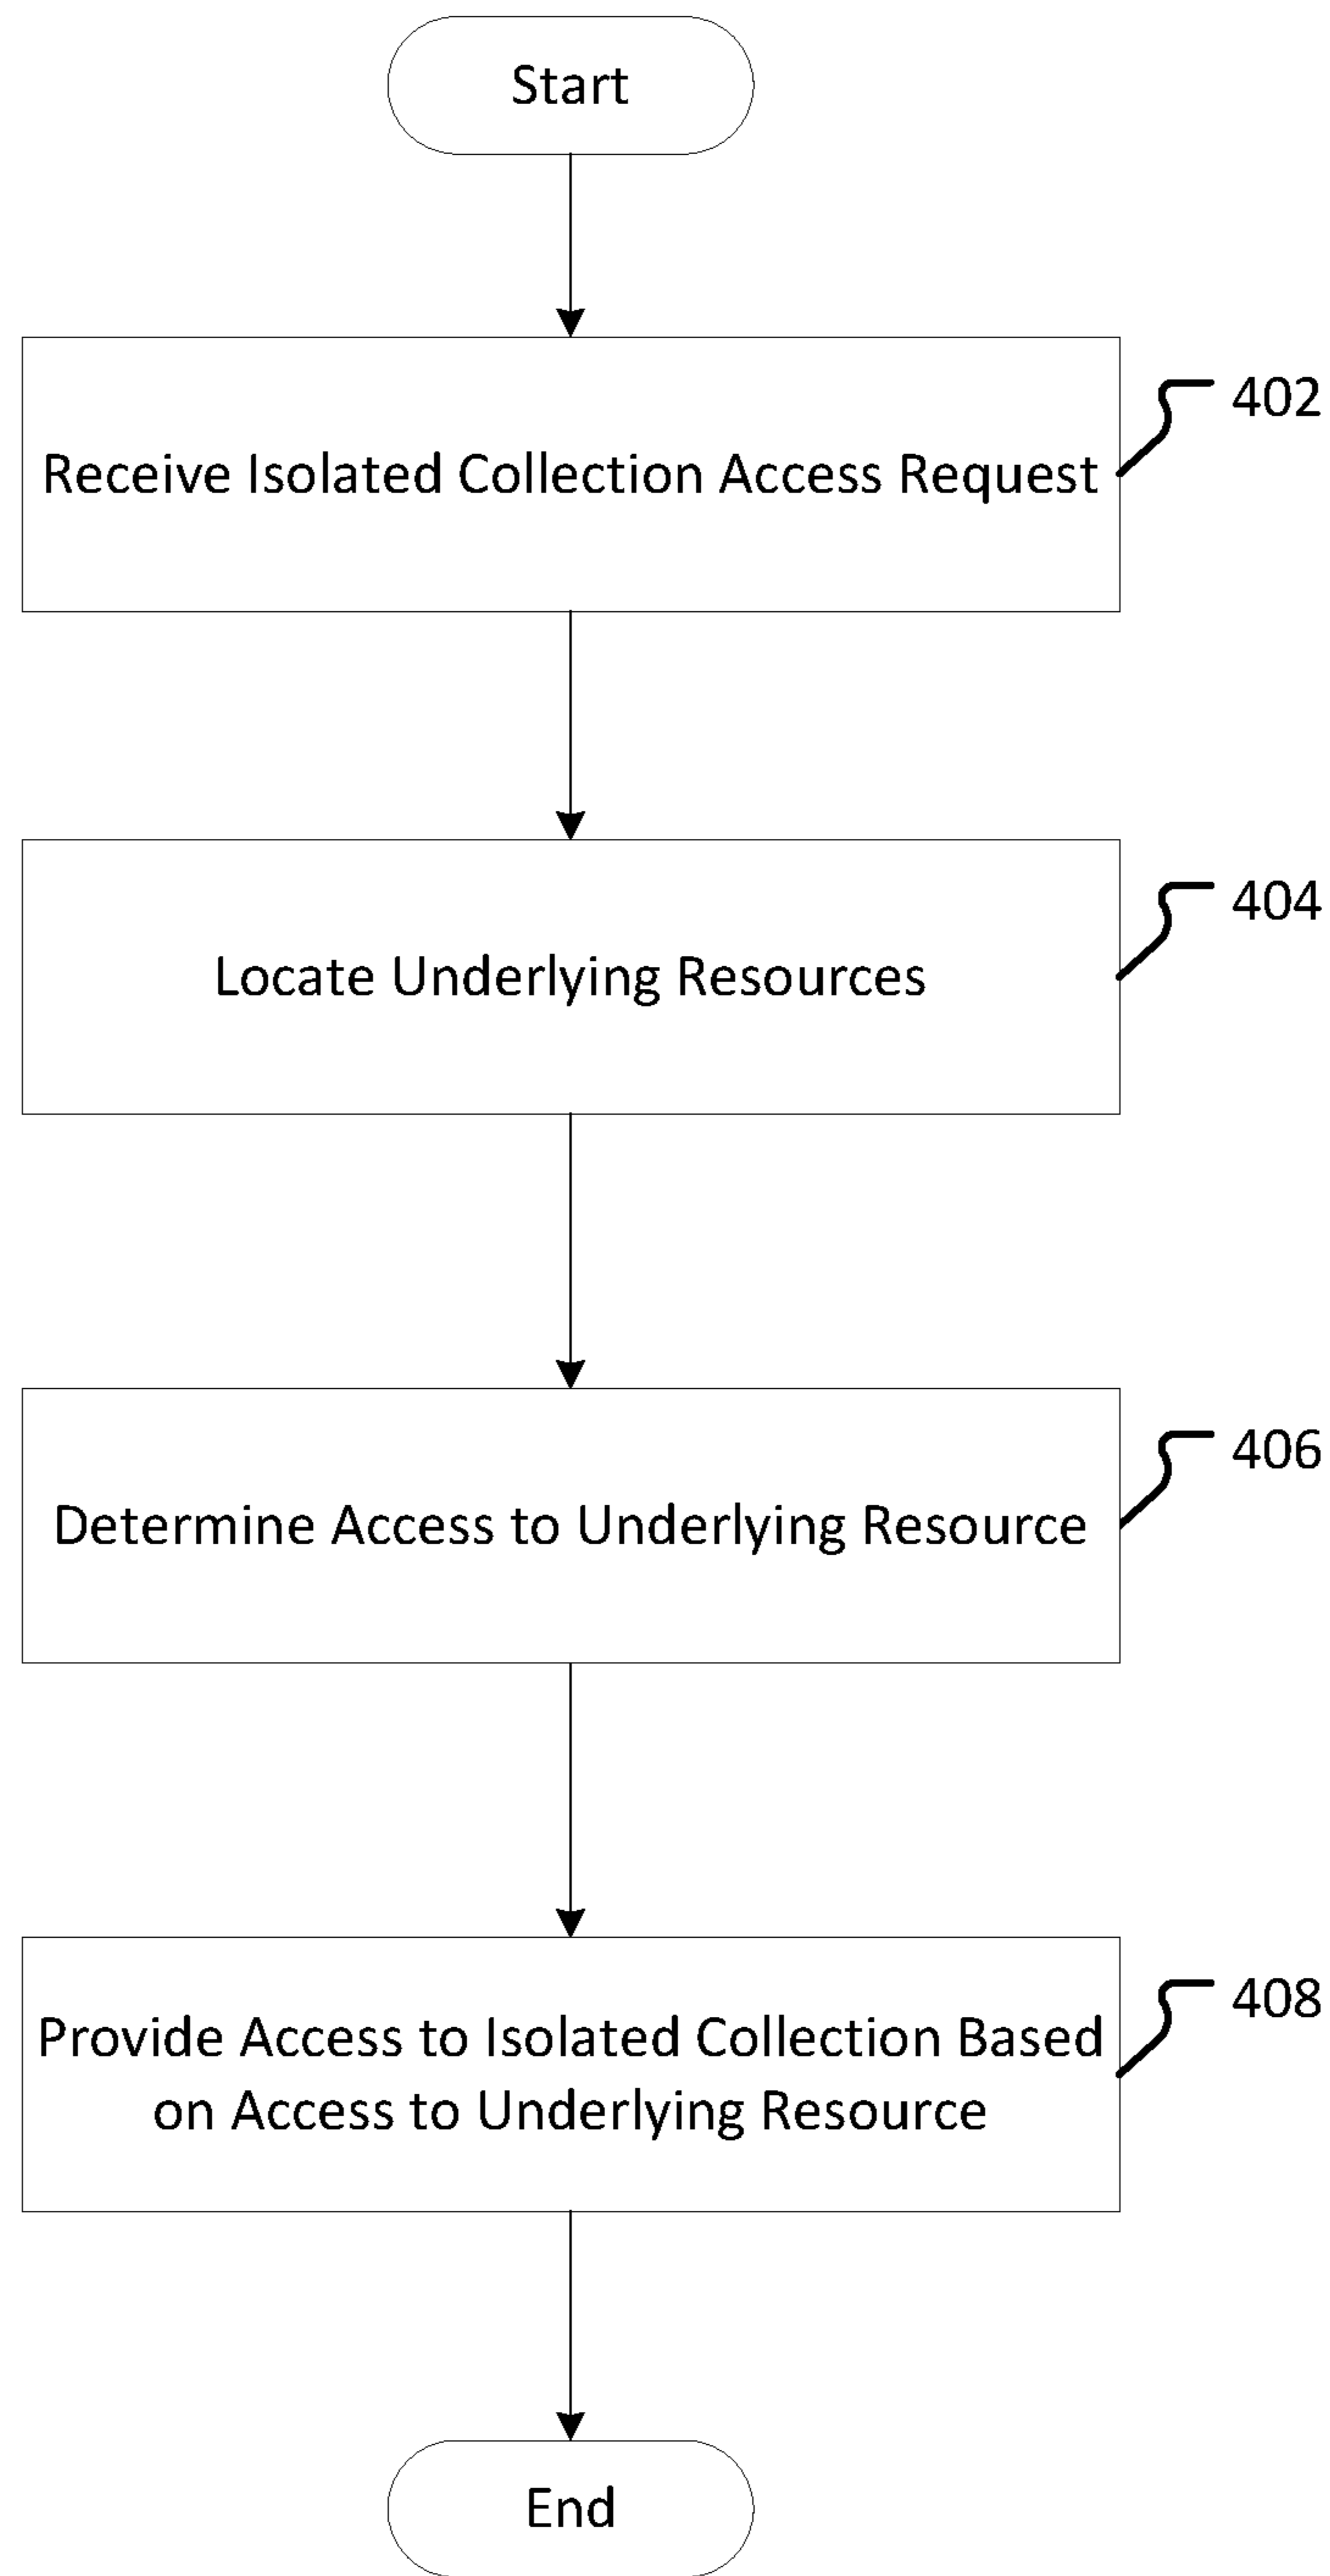 Start
Receive Isolated Collection Access Request
402
Locate Underlying Resources
404
Determine Access to Underlying Resource
406
Provide Access to Isolated Collection Based
on Access to Underlying Resource
408
End